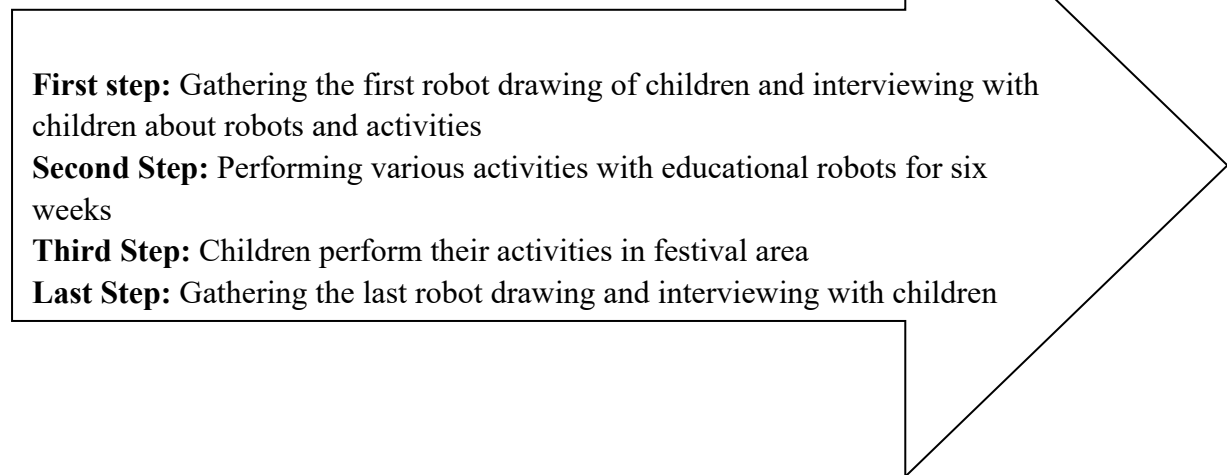 First step: Gathering the first robot drawing of children and interviewing with
children about robots and activities
Second Step: Performing various activities with educational robots for six
weeks
Third Step: Children perform their activities in festival area
Last Step: Gathering the last robot drawing and interviewing with children